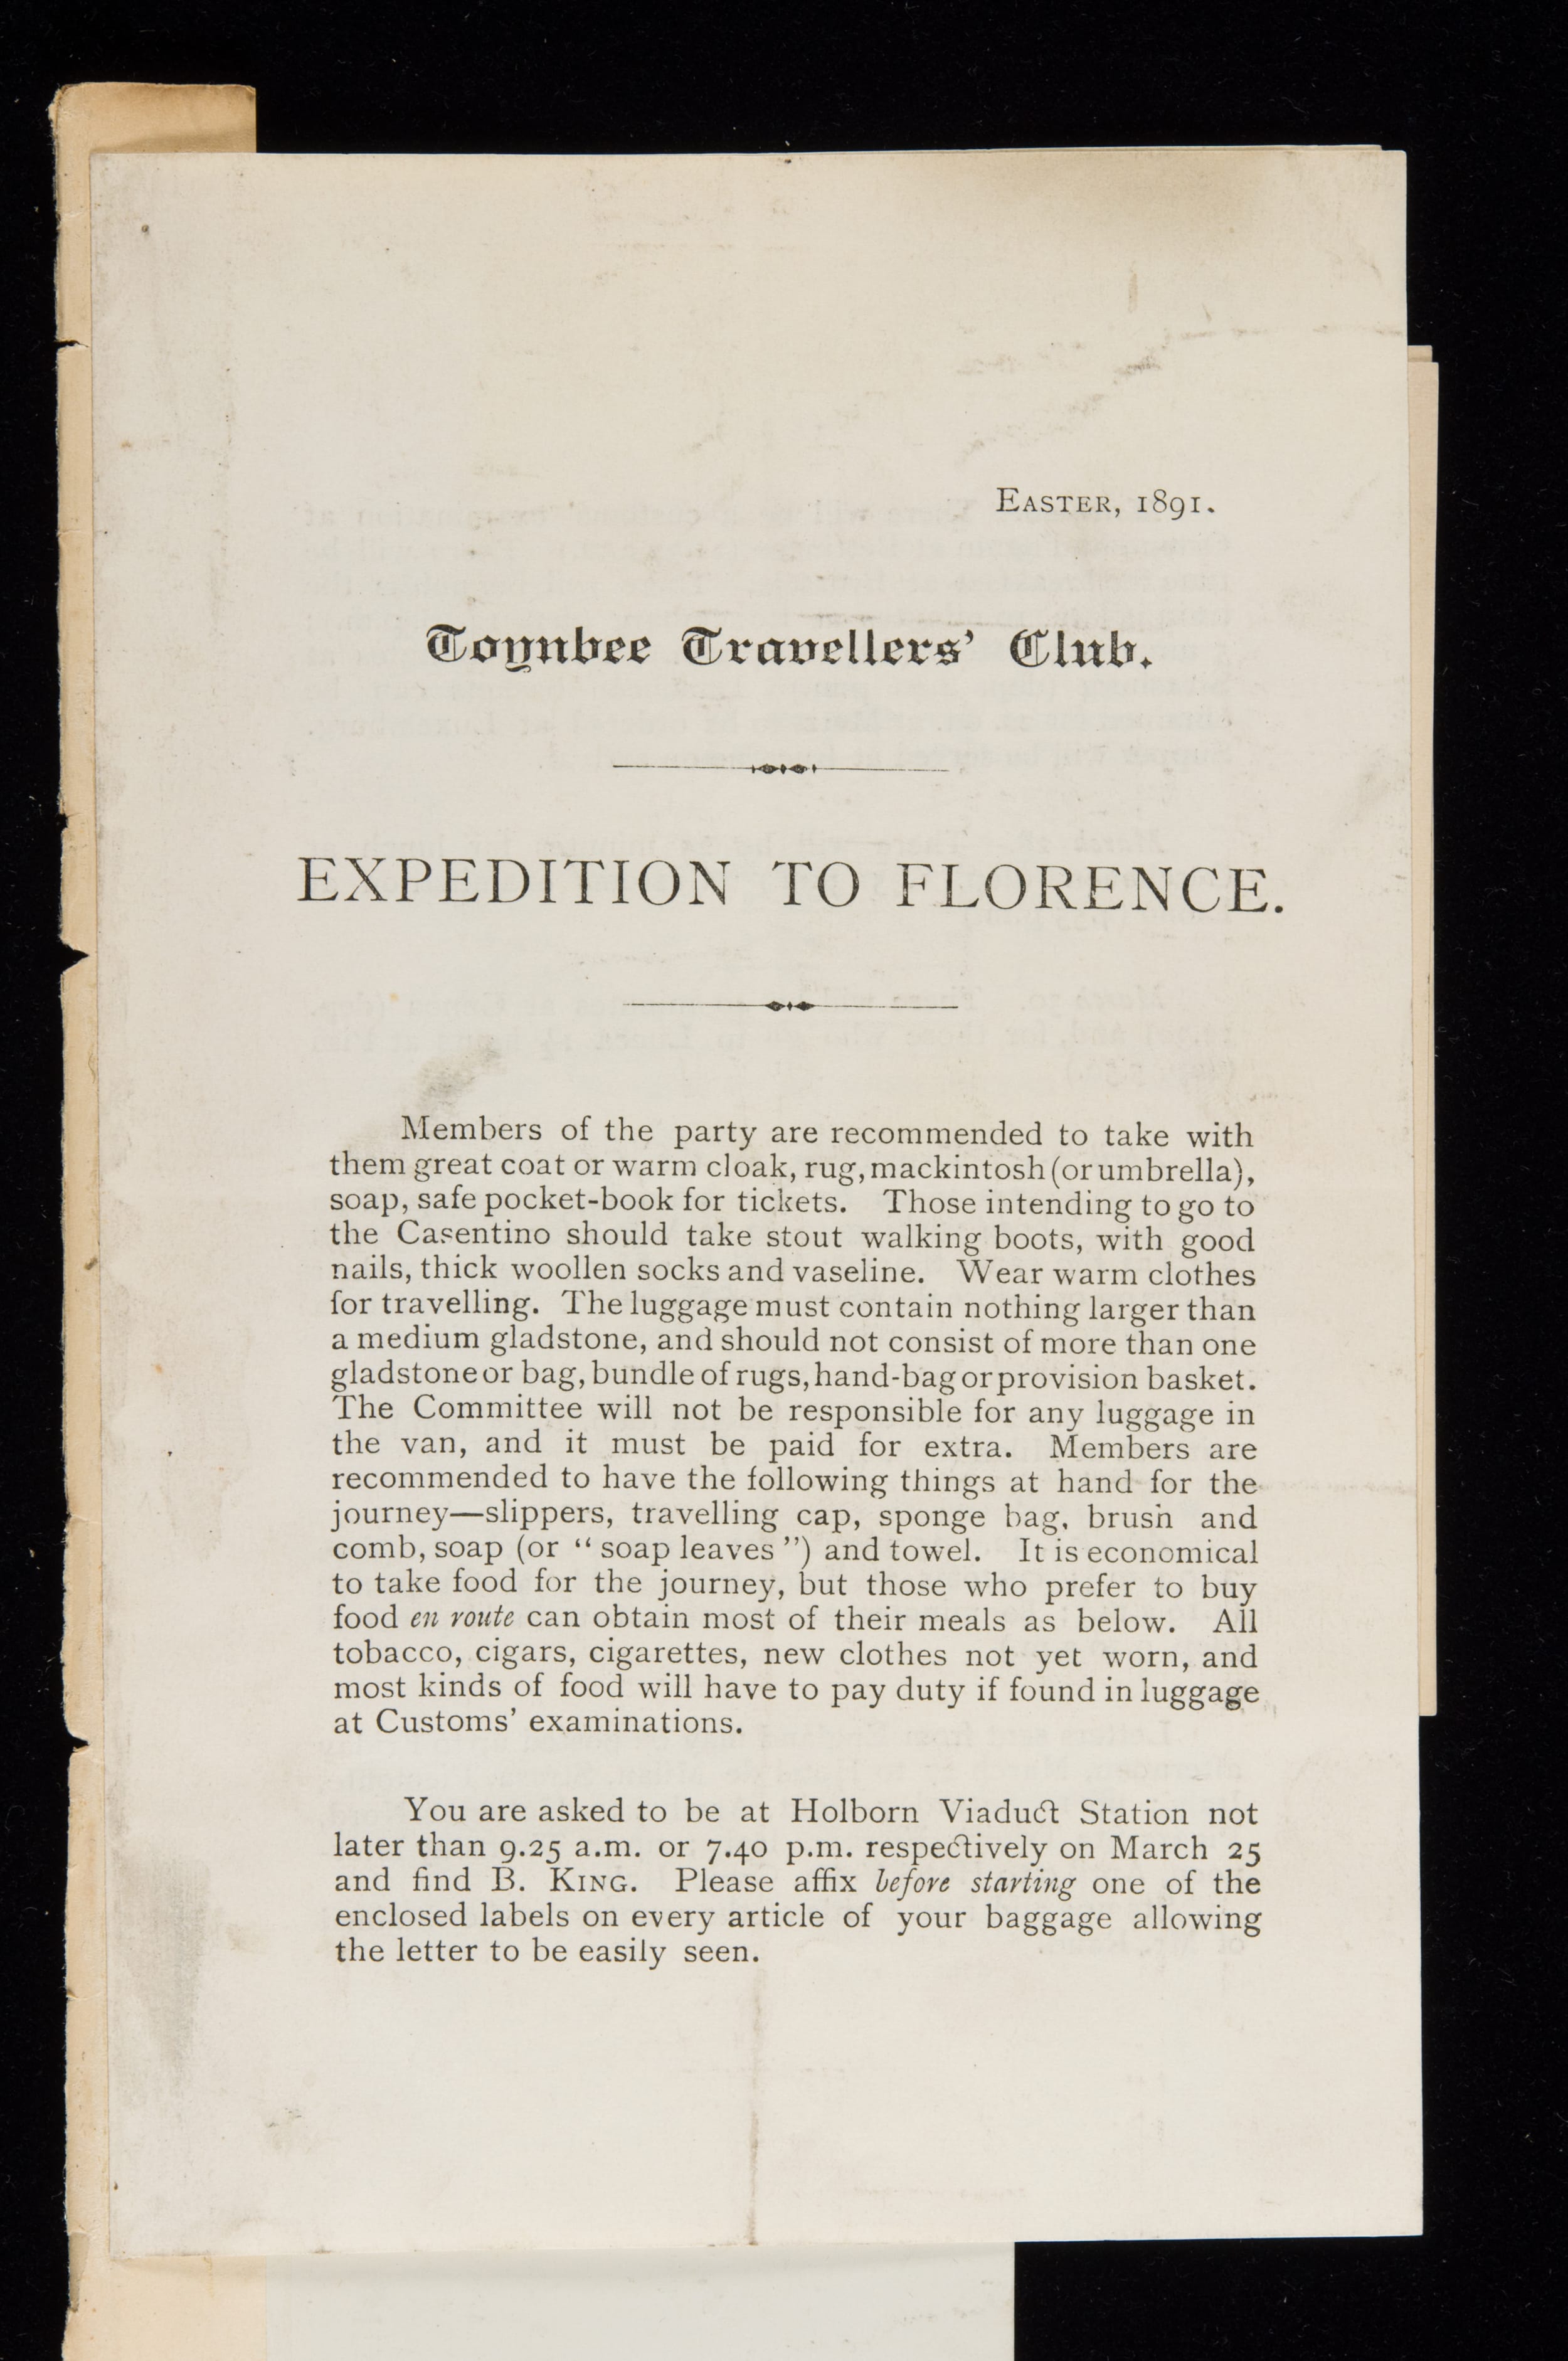 EASTER, 1891.
Toynbee Travellers' Club.
EXPEDITION TO FLORENCE.
Members of the party are recommended to take with
them great coat or warm cloak, rug, mackintosh (or umbrella),
soap, safe pocket-book for tickets. Those intending to go to
the Casentino should take stout walking boots, with good
nails, thick woollen socks and vaseline. Wear warm clothes
for travelling. The luggage must contain nothing larger than
a medium gladstone, and should not consist of more than one
gladstone or bag, bundle of rugs, hand-bag or provision basket.
The Committee will not be responsible for any luggage in
the van, and it must be paid for extra. Members are
recommended to have the following things at hand for the
journey—slippers, travelling cap, sponge bag, brush and
comb, soap (or “ soap leaves ”) and towel. It is economical
to take food for the journey, but those who prefer to buy
food en route can obtain most of their meals as below. All
tobacco, cigars, cigarettes, new clothes not yet worn, and
most kinds of food will have to pay duty if found in luggage
at Customs’ examinations.
You are asked to be at Holborn Viaduct Station not
later than 9.25 a.m. or 7.40 p.m. respectively on March 25
and find B. KING. Please affix before starting one of the
enclosed labels on every article of your baggage allowing
the letter to be easily seen.